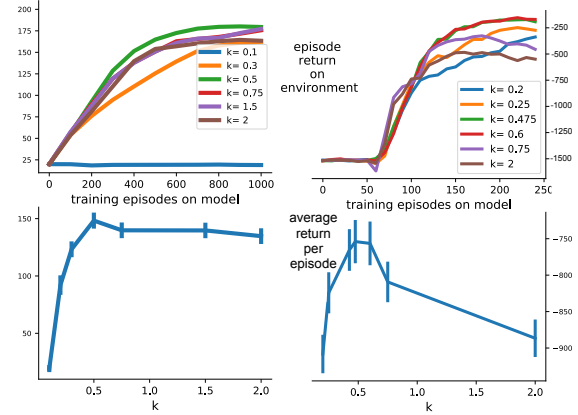 200
175
150
125
100
75
50
25
0
200
400
600
800
1000
training episodes on model
k= 0.1
k= 0.3
k= 0.5
k= 0,75
k= 1.5
k= 2
episode
return
on
environment
-250
-500
-750
-1000
-1250
-1500
0
50
100
150
200
250
training episodes on model
k= 0.2
k= 0.25
k= 0.475
k= 0.6
k= 0.75
k= 2
150
100
50
0.5
1.0
1.5
2.0
k
average
return
per
episode
−750
−800
−850
−900
0.5
1.0
1.5
2.0
k